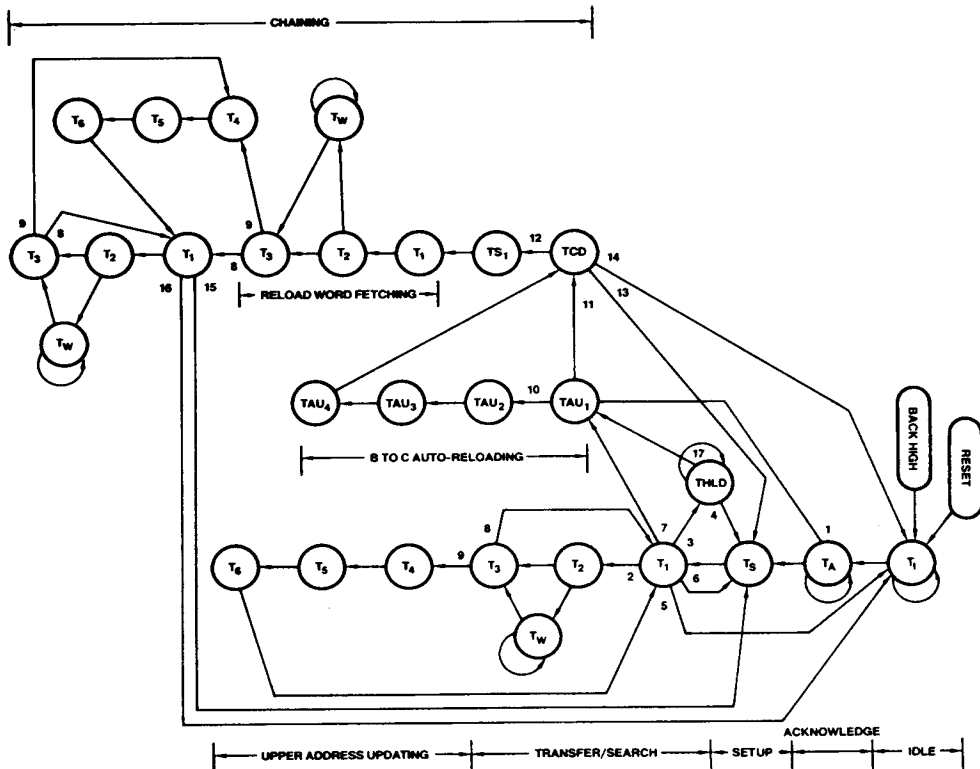 CHAINING
T6 T5 T4 TW
9 8 9
T3 T2 T1 8 T3 T2 T1 TS1 12 TCD 14
16 15 RELOAD WORD FETCHING 11 13
TW
TAU4 TAU3 TAU2 10 TAU1
B TO C AUTO-RELOADING
17
THLD
BACK HIGH
RESET
8 7 3 4 1
T6 T5 T4 9 T3 T2 2 T1 6 TS TA TI
5
TW
ACKNOWLEDGE
UPPER ADDRESS UPDATING TRANSFER/SEARCH SETUP IDLE